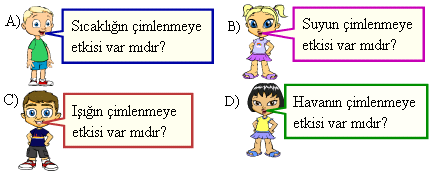 A) Sıcaklığın çimlenmeye
etkisi var mıdır?
B) Suyun çimlenmeye
etkisi var mıdır?
C) Işığın çimlenmeye
etkisi var mıdır?
D) Havanın çimlenmeye
etkisi var mıdır?